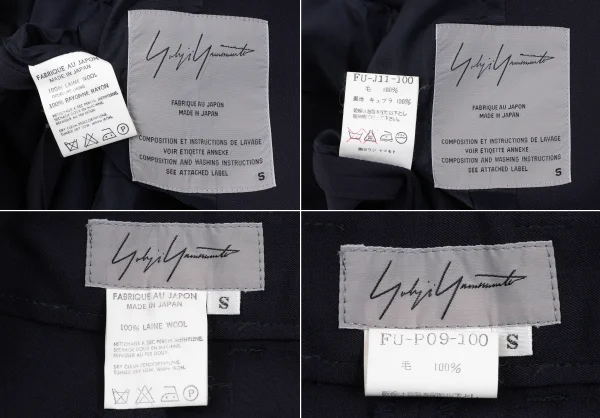 Yohji Yamamoto
FABRIQUE AU JAPON
MADE IN JAPAN
COMPOSITION ET INSTRUCTIONS DE LAVAGE
VOIR ETIQUETTE ANNEXE
COMPOSITION AND WASHING INSTRUCTIONS
SEE ATTACHED LABEL
S
FABRIQUE AU JAPON
MADE IN JAPAN
100% LAINE WOOL
100% RAYONNE RAYON
Yohji Yamamoto
FABRIQUE AU JAPON
MADE IN JAPAN
COMPOSITION ET INSTRUCTIONS DE LAVAGE
VOIR ETIQUETTE ANNEXE
COMPOSITION AND WASHING INSTRUCTIONS
SEE ATTACHED LABEL
S
FU-J11-100
毛 100%
裏地 キュプラ 100%
Yohji Yamamoto
S
FABRIQUE AU JAPON
MADE IN JAPAN
100% LAINE WOOL
Yohji Yamamoto
S
FU-P09-100
毛 100%